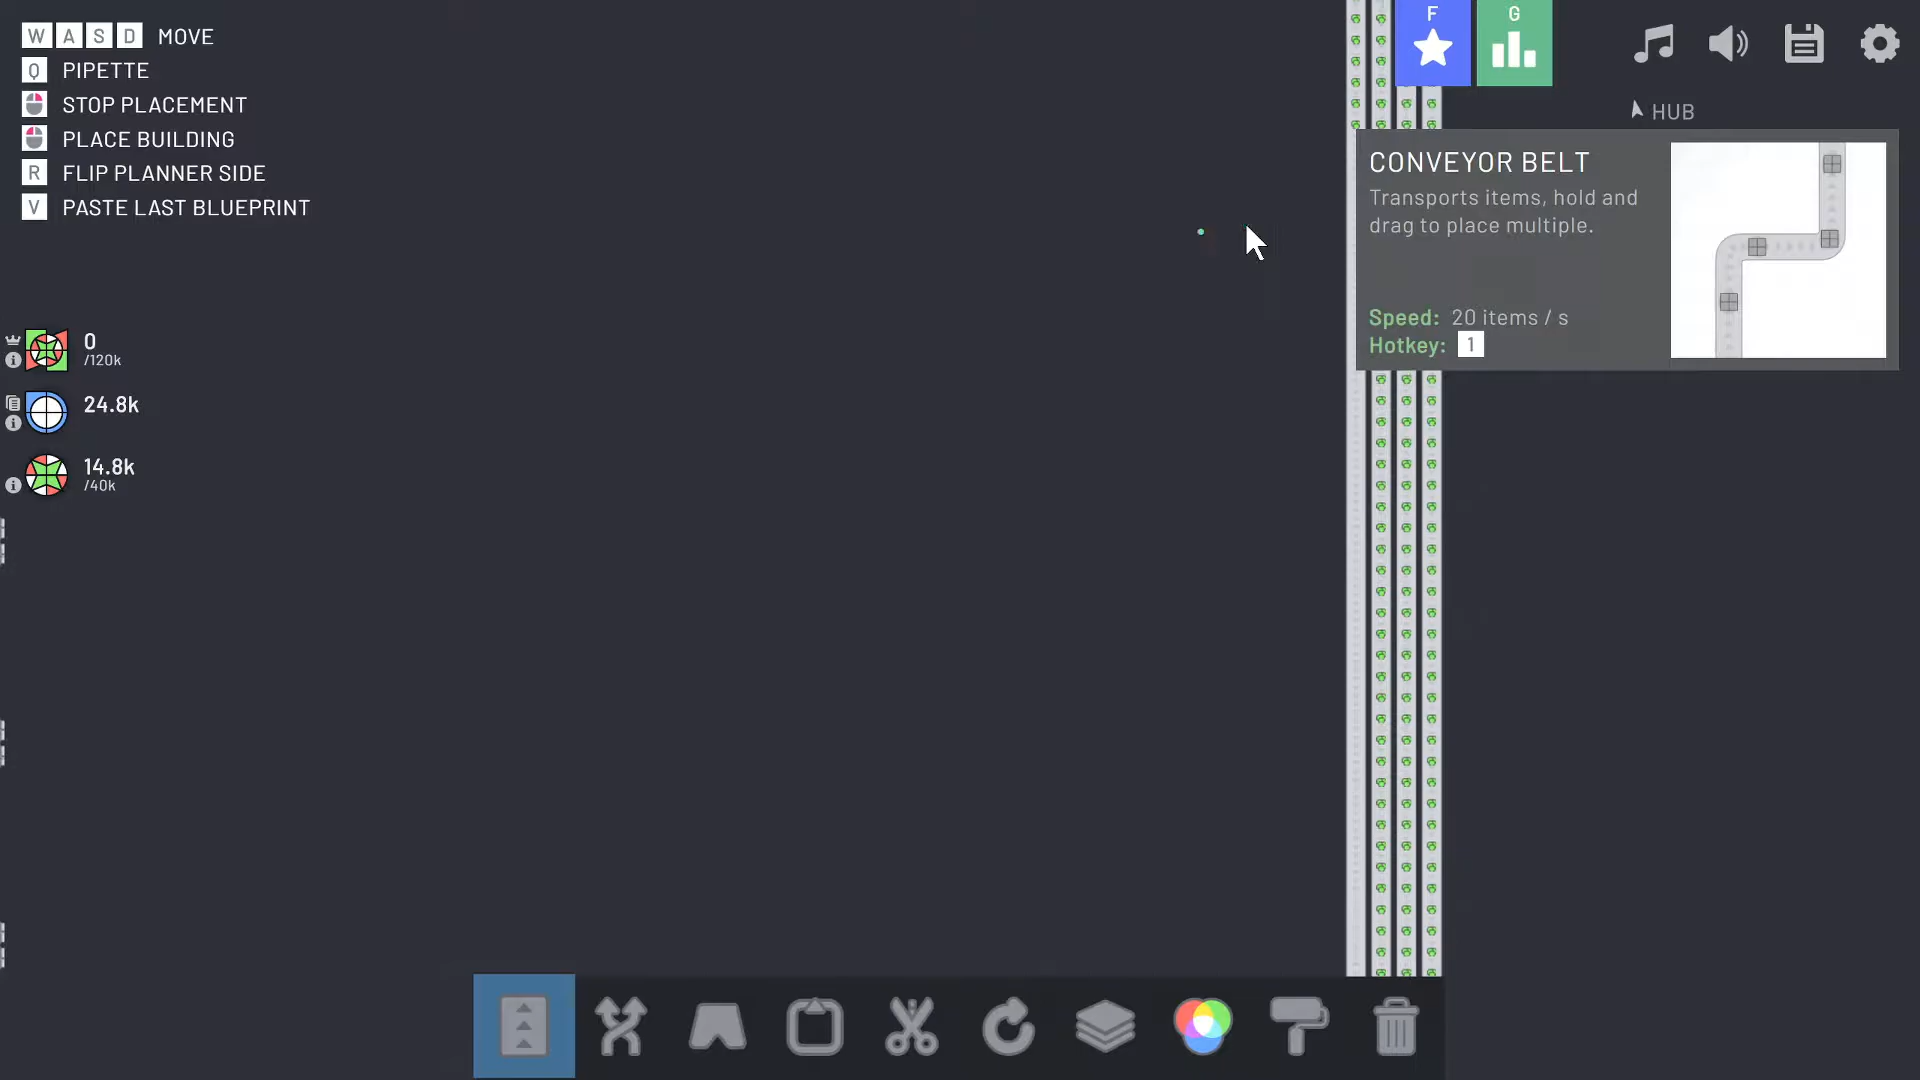 W A S D MOVE
Q PIPETTE
STOP PLACEMENT
PLACE BUILDING
R FLIP PLANNER SIDE
V PASTE LAST BLUEPRINT
F
G
HUB
CONVEYOR BELT
Transports items, hold and
drag to place multiple.
Speed: 20 items / s
Hotkey: 1
0
/120k
24.8k
14.8k
/40k